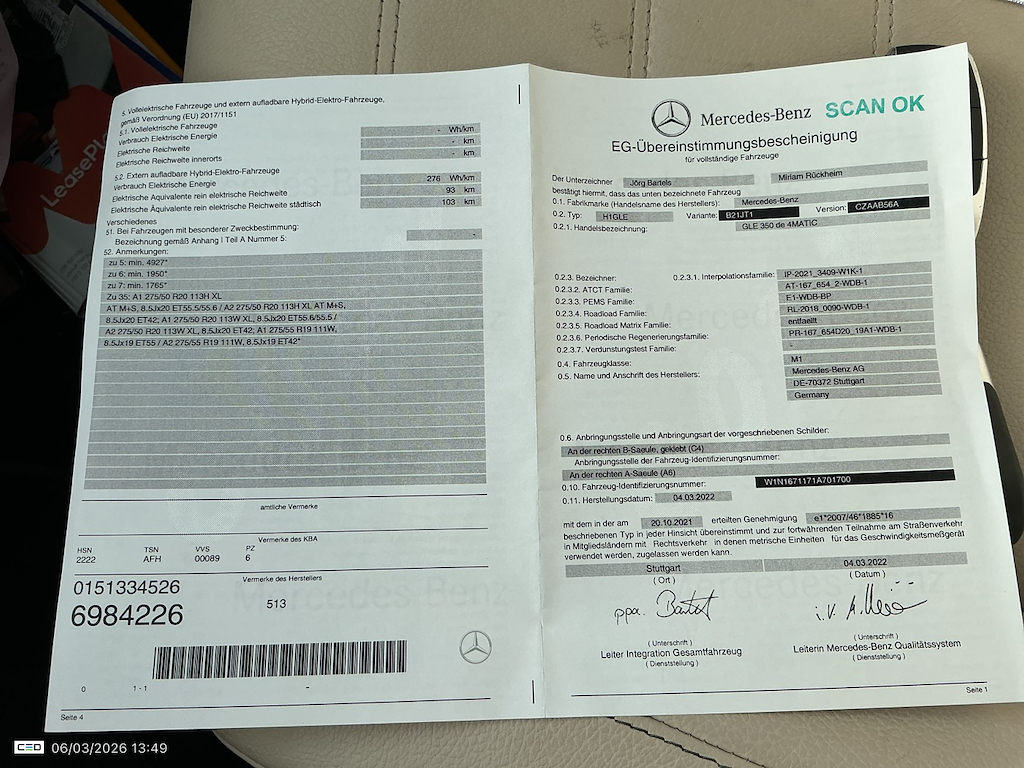 5. Vollelektrische Fahrzeuge und extern aufladbare Hybrid-Elektro-Fahrzeuge,
gemäß Verordnung (EU) 2017/1151
5.1. Vollelektrische Fahrzeuge
Verbrauch Elektrische Energie - Wh/km
Elektrische Reichweite - km
Elektrische Reichweite innerorts - km
5.2. Extern aufladbare Hybrid-Elektro-Fahrzeuge
Verbrauch Elektrische Energie 276 Wh/km
Elektrische Äquivalente rein elektrische Reichweite 93 km
Elektrische Äquivalente rein elektrische Reichweite städtisch 103 km
Verschiedenes
51. Bei Fahrzeugen mit besonderer Zweckbestimmung:
Bezeichnung gemäß Anhang I Teil A Nummer 5: -
52. Anmerkungen:
zu 5: min. 4927*
zu 6: min. 1950*
zu 7: min. 1765*
Zu 35: A1 275/50 R20 113H XL
AT M+S, 8.5Jx20 ET55.5/55.6 / A2 275/50 R20 113H XL AT M+S,
8.5Jx20 ET42; A1 275/50 R20 113W XL, 8.5Jx20 ET55.6/55.5 /
A2 275/50 R20 113W XL, 8.5Jx20 ET42; A1 275/55 R19 111W,
8.5Jx19 ET55 / A2 275/55 R19 111W, 8.5Jx19 ET42*
amtliche Vermerke
Vermerke des KBA
HSN TSN VVS PZ
2222 AFH 00089 6
Vermerke des Herstellers
0151334526
6984226
513
0 1 - 1 -
Seite 4
Mercedes-Benz SCAN OK
EG-Übereinstimmungsbescheinigung
für vollständige Fahrzeuge
Der Unterzeichner Jörg Bartels Miriam Rückheim
bestätigt hiermit, dass das unten bezeichnete Fahrzeug
0.1. Fabrikmarke (Handelsname des Herstellers): Mercedes-Benz
0.2. Typ: H1GLE Variante: B21JT1 Version: CZAAB56A
0.2.1. Handelsbezeichnung: GLE 350 de 4MATIC
0.2.3. Bezeichner: 0.2.3.1. Interpolationsfamilie: IP-2021_3409-W1K-1
0.2.3.2. ATCT Familie: AT-167_654_2-WDB-1
0.2.3.3. PEMS Familie: E1-WDB-BP
0.2.3.4. Roadload Familie: RL-2018_0090-WDB-1
0.2.3.5. Roadload Matrix Familie: entfaellt
0.2.3.6. Periodische Regenerierungsfamilie: PR-167_654D20_19A1-WDB-1
0.2.3.7. Verdunstungstest Familie: -
0.4. Fahrzeugklasse: M1
0.5. Name und Anschrift des Herstellers: Mercedes-Benz AG
DE-70372 Stuttgart
Germany
0.6. Anbringungsstelle und Anbringungsart der vorgeschriebenen Schilder:
An der rechten B-Saeule, geklebt (C4)
Anbringungsstelle der Fahrzeug-Identifizierungsnummer:
An der rechten A-Saeule (A6)
0.10. Fahrzeug-Identifizierungsnummer: W1N1671171A701700
0.11. Herstellungsdatum: 04.03.2022
mit dem in der am 20.10.2021 erteilten Genehmigung e1*2007/46*1885*16
beschriebenen Typ in jeder Hinsicht übereinstimmt und zur fortwährenden Teilnahme am Straßenverkehr
in Mitgliedsländern mit Rechtsverkehr in denen metrische Einheiten für das Geschwindigkeitsmeßgerät
verwendet werden, zugelassen werden kann.
Stuttgart 04.03.2022
( Ort ) ( Datum )
ppa.
i.V.
( Unterschrift ) ( Unterschrift )
Leiter Integration Gesamtfahrzeug Leiterin Mercedes-Benz Qualitätssystem
( Dienststellung ) ( Dienststellung )
Seite 1
LeasePl
CEO 06/03/2026 13:49